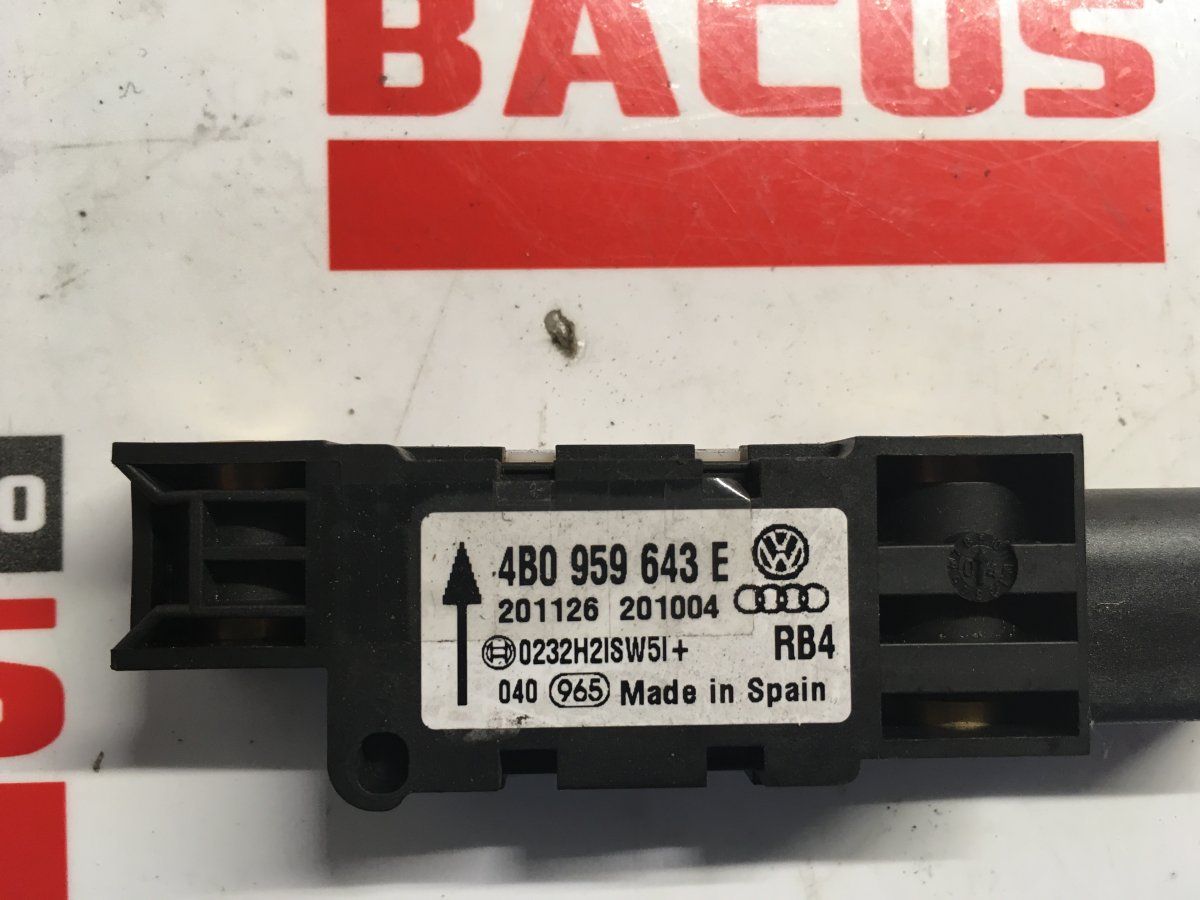 BACUS
4B0 959 643 E
201126 201004
0232H2ISW5I+
RB4
040 965 Made in Spain